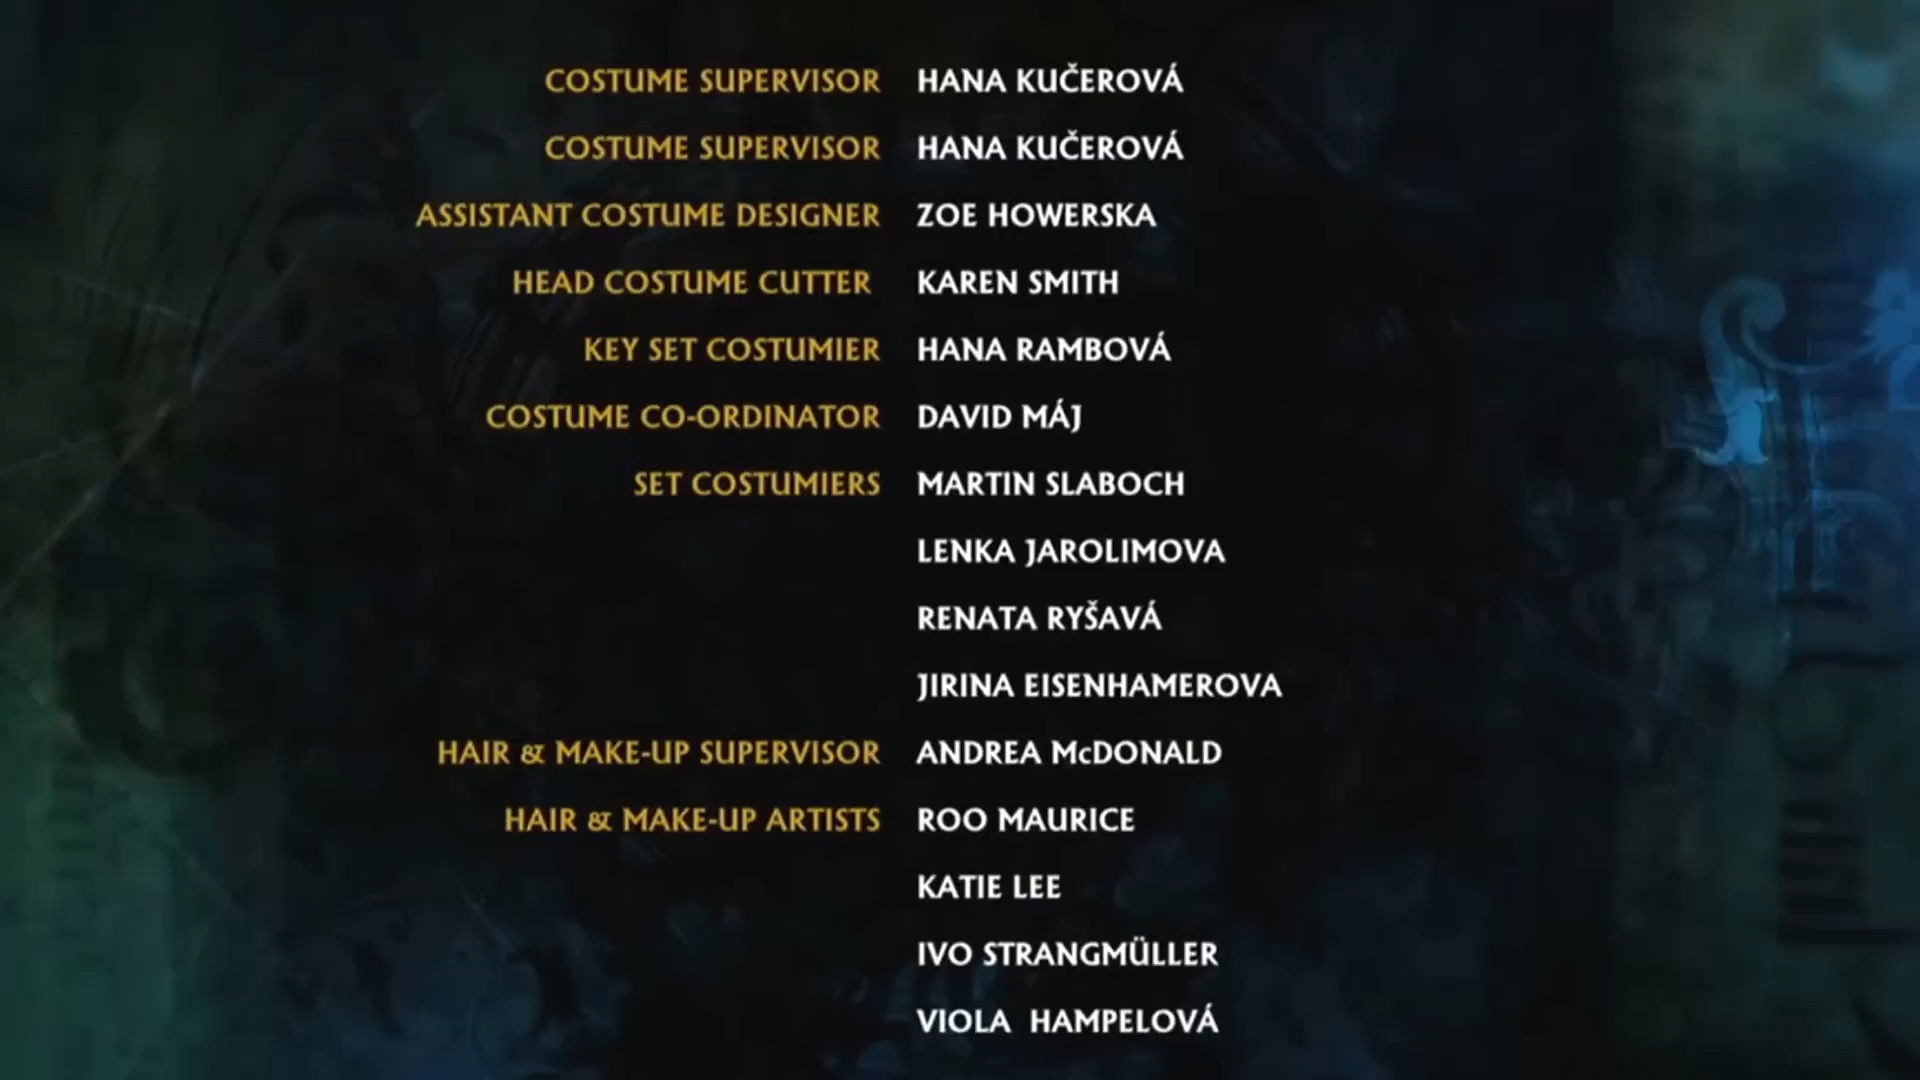 COSTUME SUPERVISOR HANA KUČEROVÁ
COSTUME SUPERVISOR HANA KUČEROVÁ
ASSISTANT COSTUME DESIGNER ZOE HOWERSKA
HEAD COSTUME CUTTER KAREN SMITH
KEY SET COSTUMIER HANA RAMBOVÁ
COSTUME CO-ORDINATOR DAVID MÁJ
SET COSTUMIERS MARTIN SLABOCH
LENKA JAROLIMOVA
RENATA RYŠAVÁ
JIRINA EISENHAMEROVA
HAIR & MAKE-UP SUPERVISOR ANDREA McDONALD
HAIR & MAKE-UP ARTISTS ROO MAURICE
KATIE LEE
IVO STRANGMÜLLER
VIOLA HAMPELOVÁ